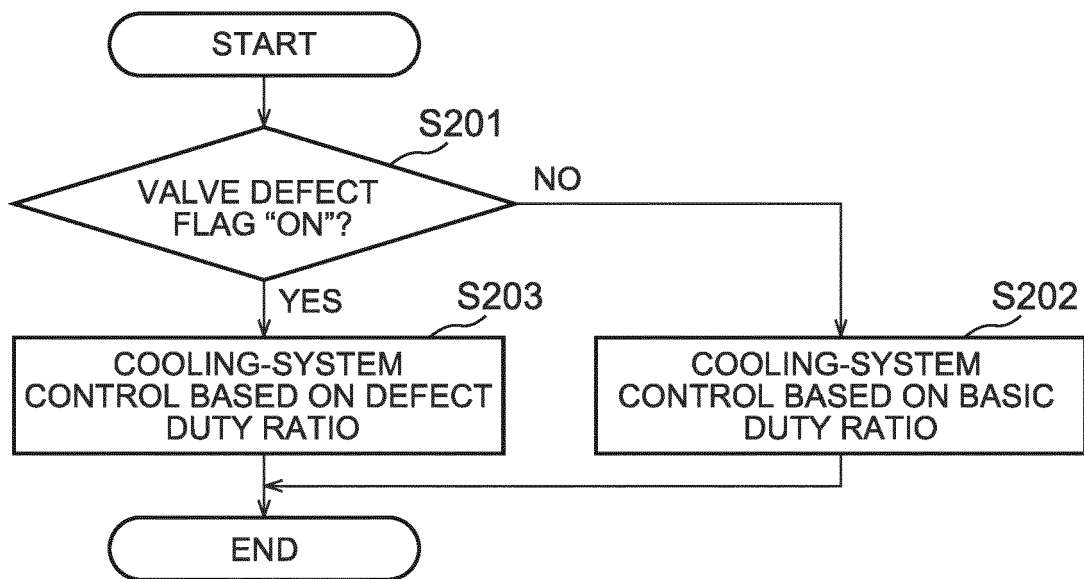 START
S201
VALVE DEFECT
FLAG “ON”?
NO
YES
S203
COOLING-SYSTEM
CONTROL BASED ON DEFECT
DUTY RATIO
S202
COOLING-SYSTEM
CONTROL BASED ON BASIC
DUTY RATIO
END